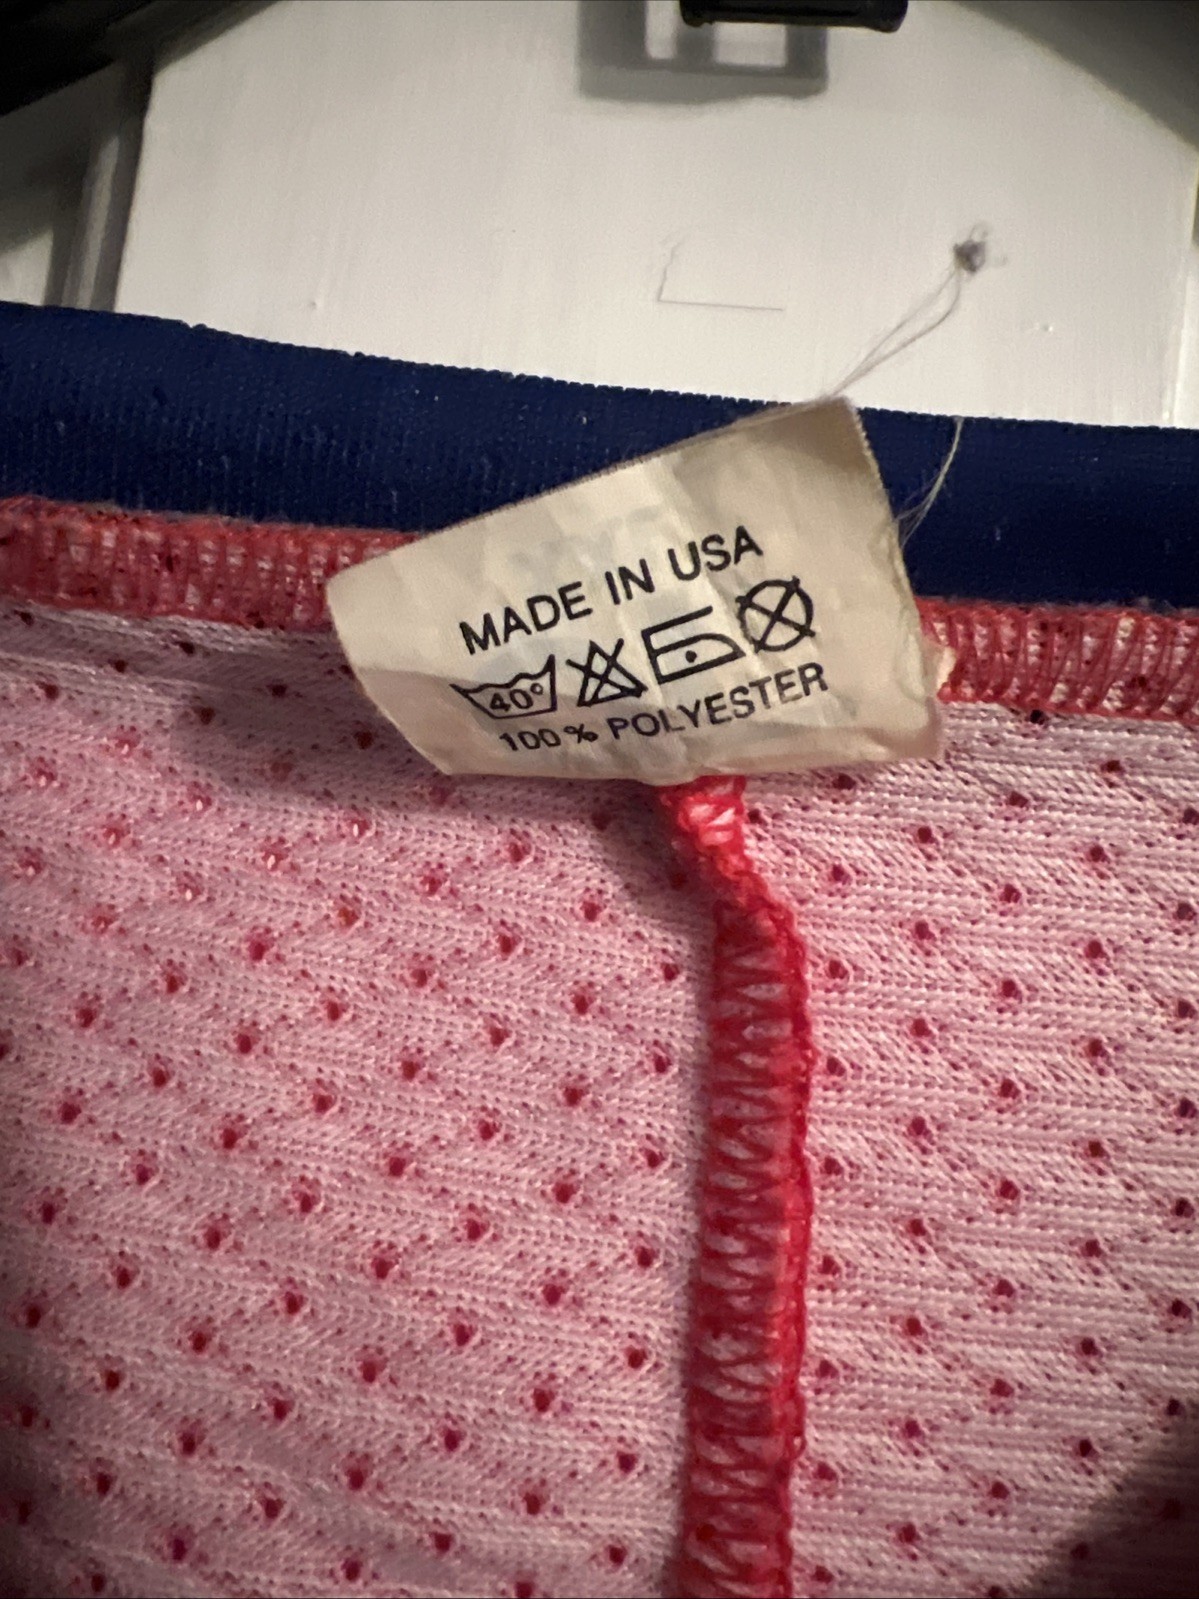 MADE IN USA
40°
100% POLYESTER